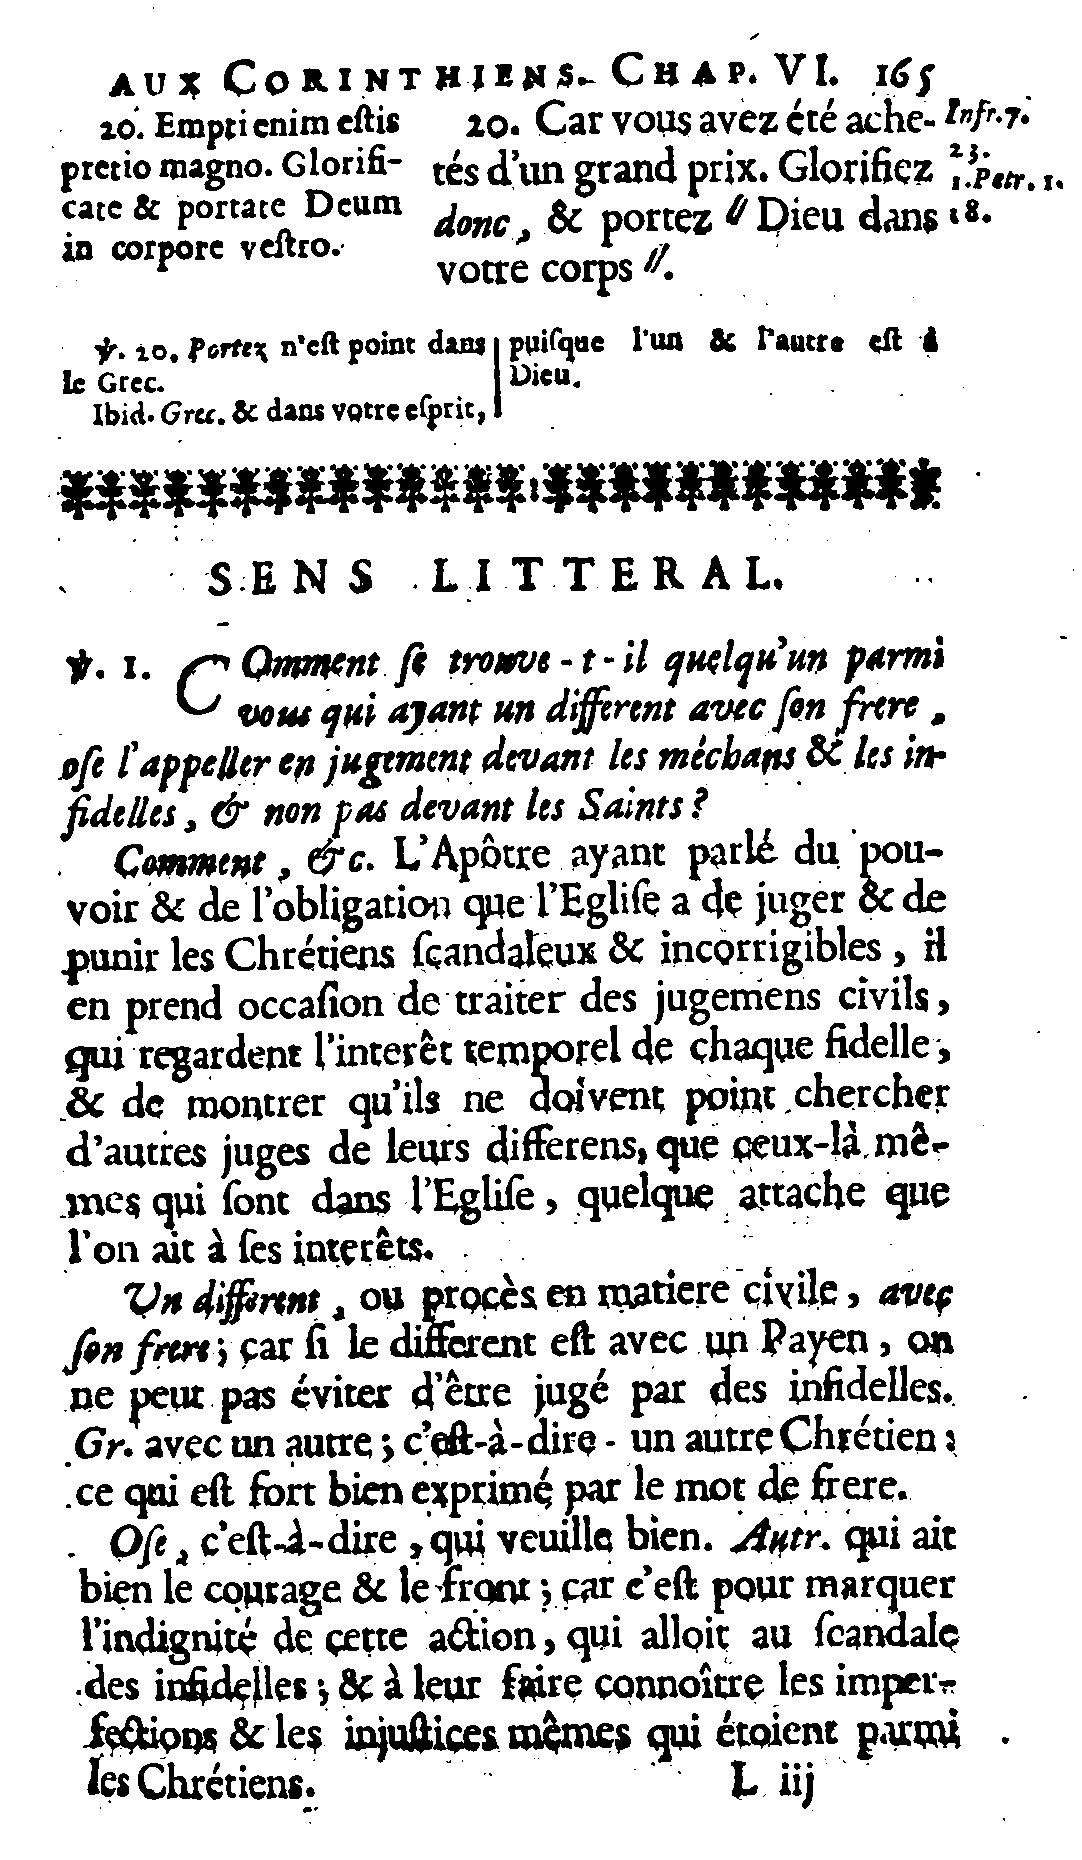 AUX CORINTHIENS. CHAP. VI. 165
20. Empti enim eſtis
pretio magno. Glorifi-
cate & portate Deum
in corpore veſtro.
20. Car vous avez été ache-
tés d'un grand prix. Glorifiez
donc, & portez // Dieu dans
votre corps //.
Infr. 7.
23.
1. Petr. 1.
18.
℣. 20. Portez n'eſt point dans
le Grec.
Ibid. Grec. & dans votre eſprit,
puiſque l'un & l'autre eſt à
Dieu.
SENS LITTERAL.
℣. 1. COmment ſe trouve-t-il quelqu'un parmi
vous qui ayant un different avec ſon frere,
oſe l'appeller en jugement devant les méchans & les in-
fidelles, & non pas devant les Saints?
Comment, &c. L'Apôtre ayant parlé du pou-
voir & de l'obligation que l'Egliſe a de juger & de
punir les Chrétiens ſcandaleux & incorrigibles, il
en prend occaſion de traiter des jugemens civils,
qui regardent l'interêt temporel de chaque fidelle,
& de montrer qu'ils ne doivent point chercher
d'autres juges de leurs differens, que ceux-là mê-
mes qui ſont dans l'Egliſe, quelque attache que
l'on ait à ſes interêts.
Un different, ou procès en matiere civile, avec
ſon frere; car ſi le different eſt avec un Payen, on
ne peut pas éviter d'être jugé par des infidelles.
Gr. avec un autre; c'eſt-à-dire - un autre Chrétien:
ce qui eſt fort bien exprimé par le mot de frere.
Oſe, c'eſt-à-dire, qui veuille bien. Autr. qui ait
bien le courage & le front; car c'eſt pour marquer
l'indignité de cette action, qui alloit au ſcandale
des infidelles; & à leur faire connoître les imper-
fections & les injuſtices mêmes qui étoient parmi
les Chrétiens.
L iij